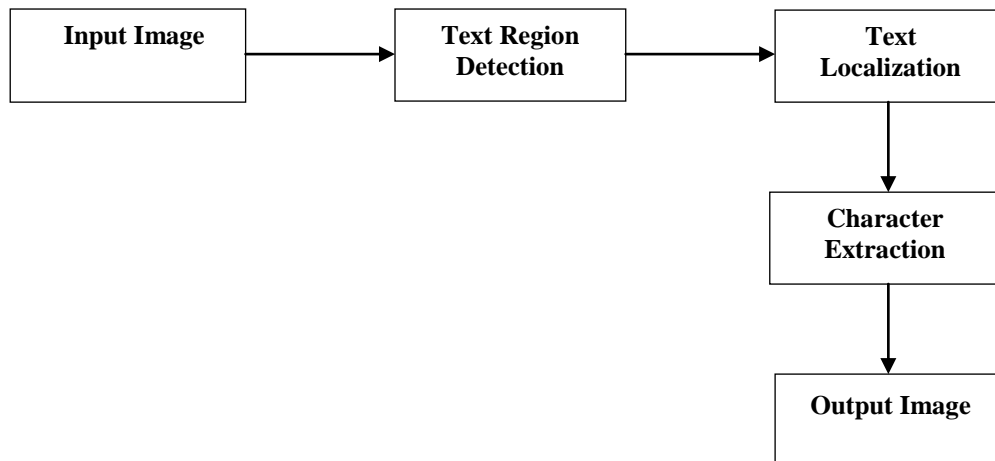 Input Image
Text Region
Detection
Text
Localization
Character
Extraction
Output Image